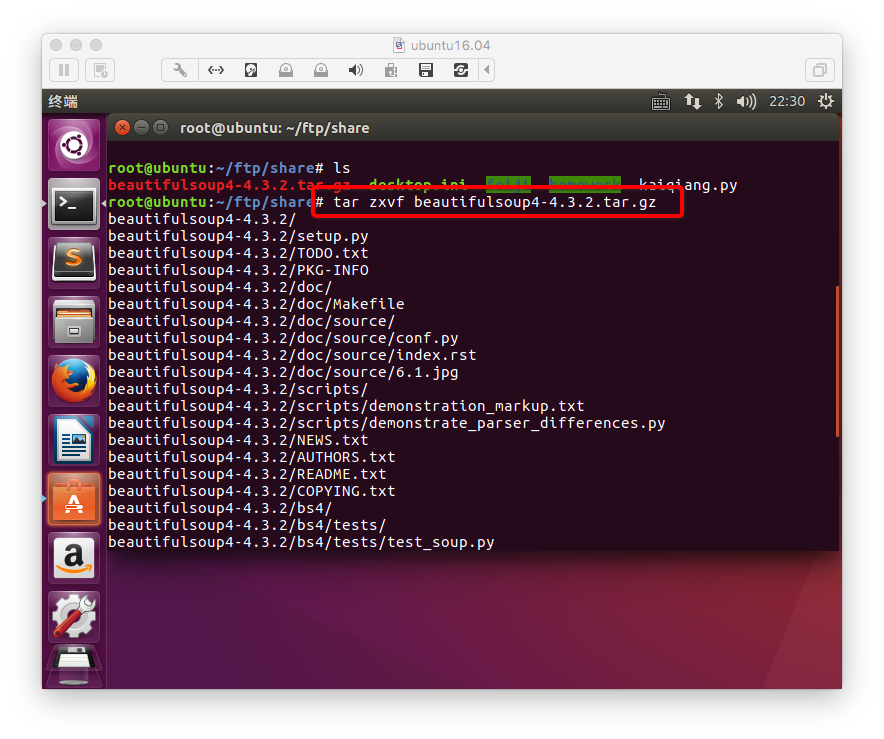 ubuntu16.04
终端
22:30
root@ubuntu: ~/ftp/share
root@ubuntu:~/ftp/share# ls
beautifulsoup4-4.3.2.tar.gz desktop.ini homework kaiqiang.py
root@ubuntu:~/ftp/share# tar zxvf beautifulsoup4-4.3.2.tar.gz
beautifulsoup4-4.3.2/
beautifulsoup4-4.3.2/setup.py
beautifulsoup4-4.3.2/TODO.txt
beautifulsoup4-4.3.2/PKG-INFO
beautifulsoup4-4.3.2/doc/
beautifulsoup4-4.3.2/doc/Makefile
beautifulsoup4-4.3.2/doc/source/
beautifulsoup4-4.3.2/doc/source/conf.py
beautifulsoup4-4.3.2/doc/source/index.rst
beautifulsoup4-4.3.2/doc/source/6.1.jpg
beautifulsoup4-4.3.2/scripts/
beautifulsoup4-4.3.2/scripts/demonstration_markup.txt
beautifulsoup4-4.3.2/scripts/demonstrate_parser_differences.py
beautifulsoup4-4.3.2/NEWS.txt
beautifulsoup4-4.3.2/AUTHORS.txt
beautifulsoup4-4.3.2/README.txt
beautifulsoup4-4.3.2/COPYING.txt
beautifulsoup4-4.3.2/bs4/
beautifulsoup4-4.3.2/bs4/tests/
beautifulsoup4-4.3.2/bs4/tests/test_soup.py